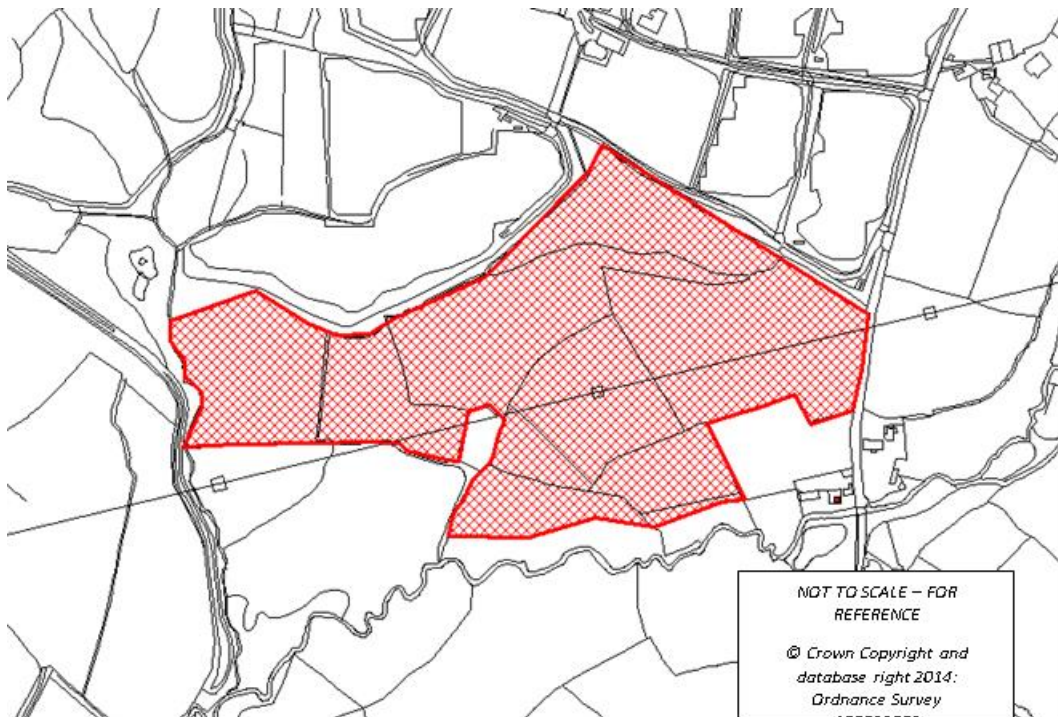 NOT TO SCALE – FOR
REFERENCE
© Crown Copyright and
database right 2014:
Ordnance Survey